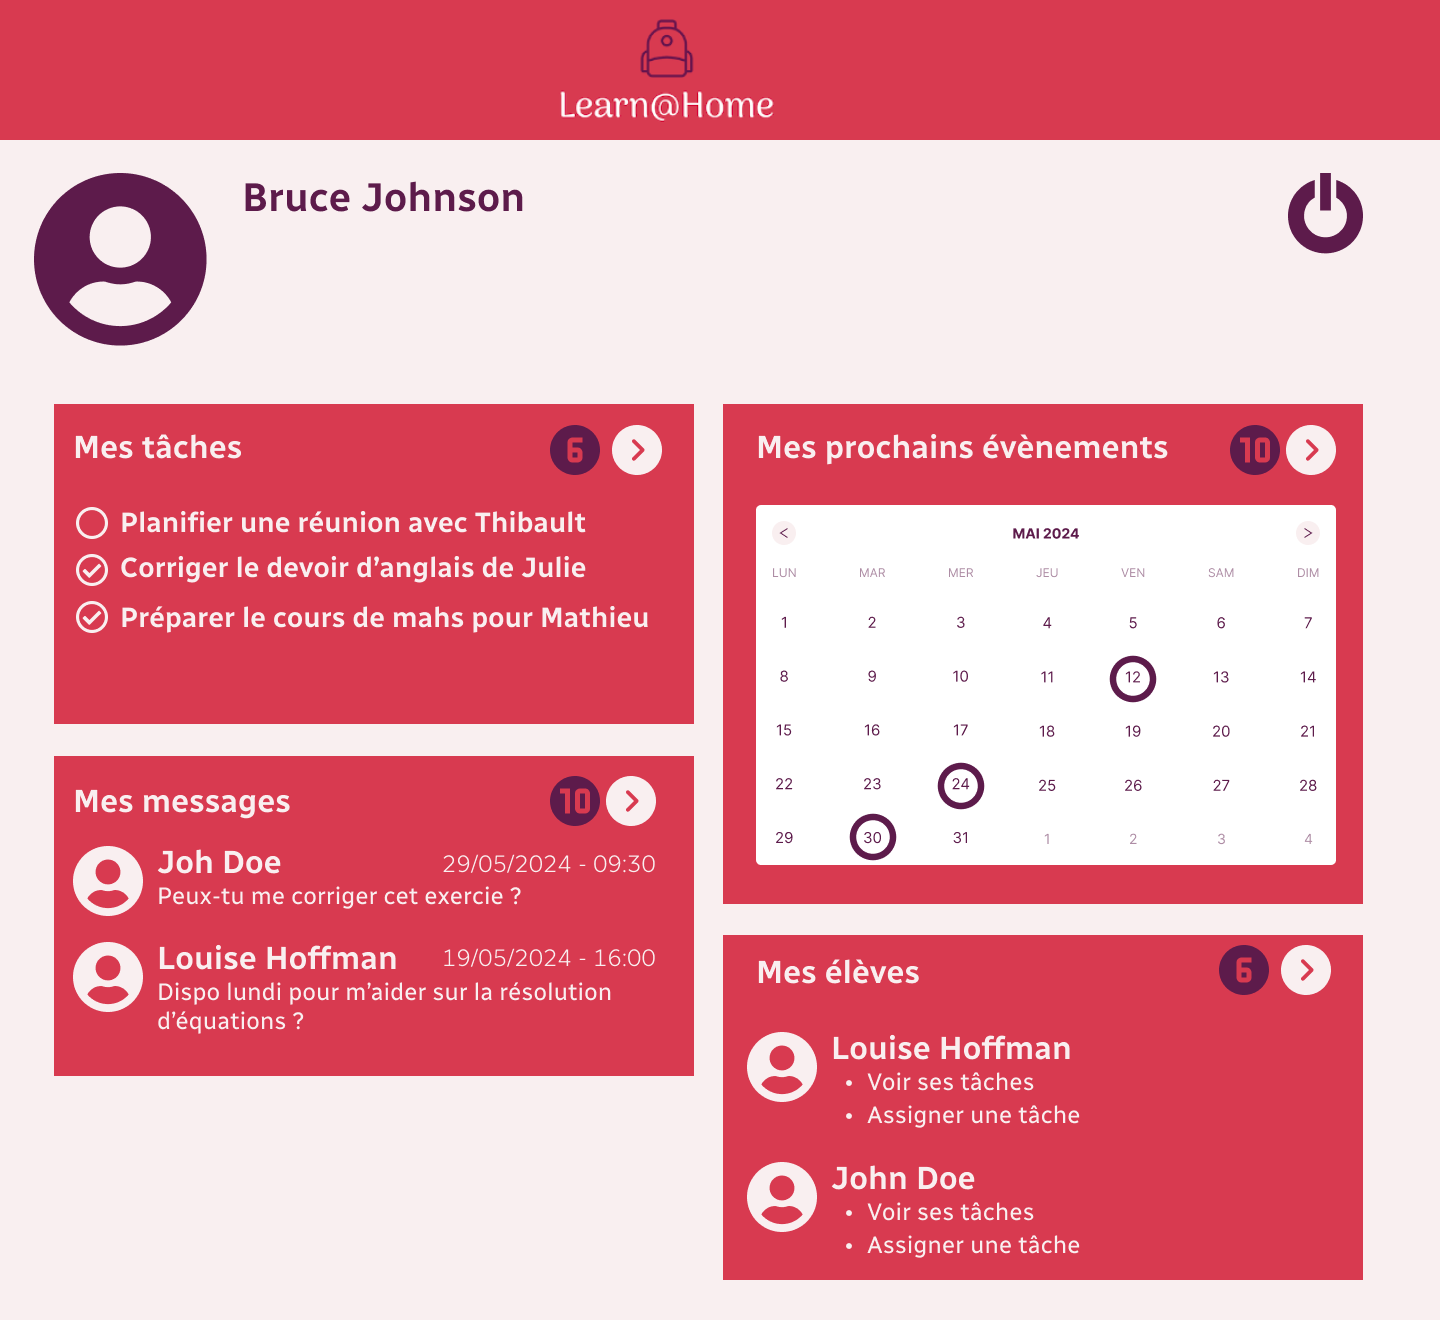 Learn@Home
Bruce Johnson
Mes tâches
6
Planifier une réunion avec Thibault
Corriger le devoir d’anglais de Julie
Préparer le cours de mahs pour Mathieu
Mes messages
10
Joh Doe
29/05/2024 - 09:30
Peux-tu me corriger cet exercie ?
Louise Hoffman
19/05/2024 - 16:00
Dispo lundi pour m’aider sur la résolution
d’équations ?
Mes prochains évènements
10
< MAI 2024 >
LUN MAR MER JEU VEN SAM DIM
1 2 3 4 5 6 7
8 9 10 11 12 13 14
15 16 17 18 19 20 21
22 23 24 25 26 27 28
29 30 31 1 2 3 4
Mes élèves
6
Louise Hoffman
• Voir ses tâches
• Assigner une tâche
John Doe
• Voir ses tâches
• Assigner une tâche